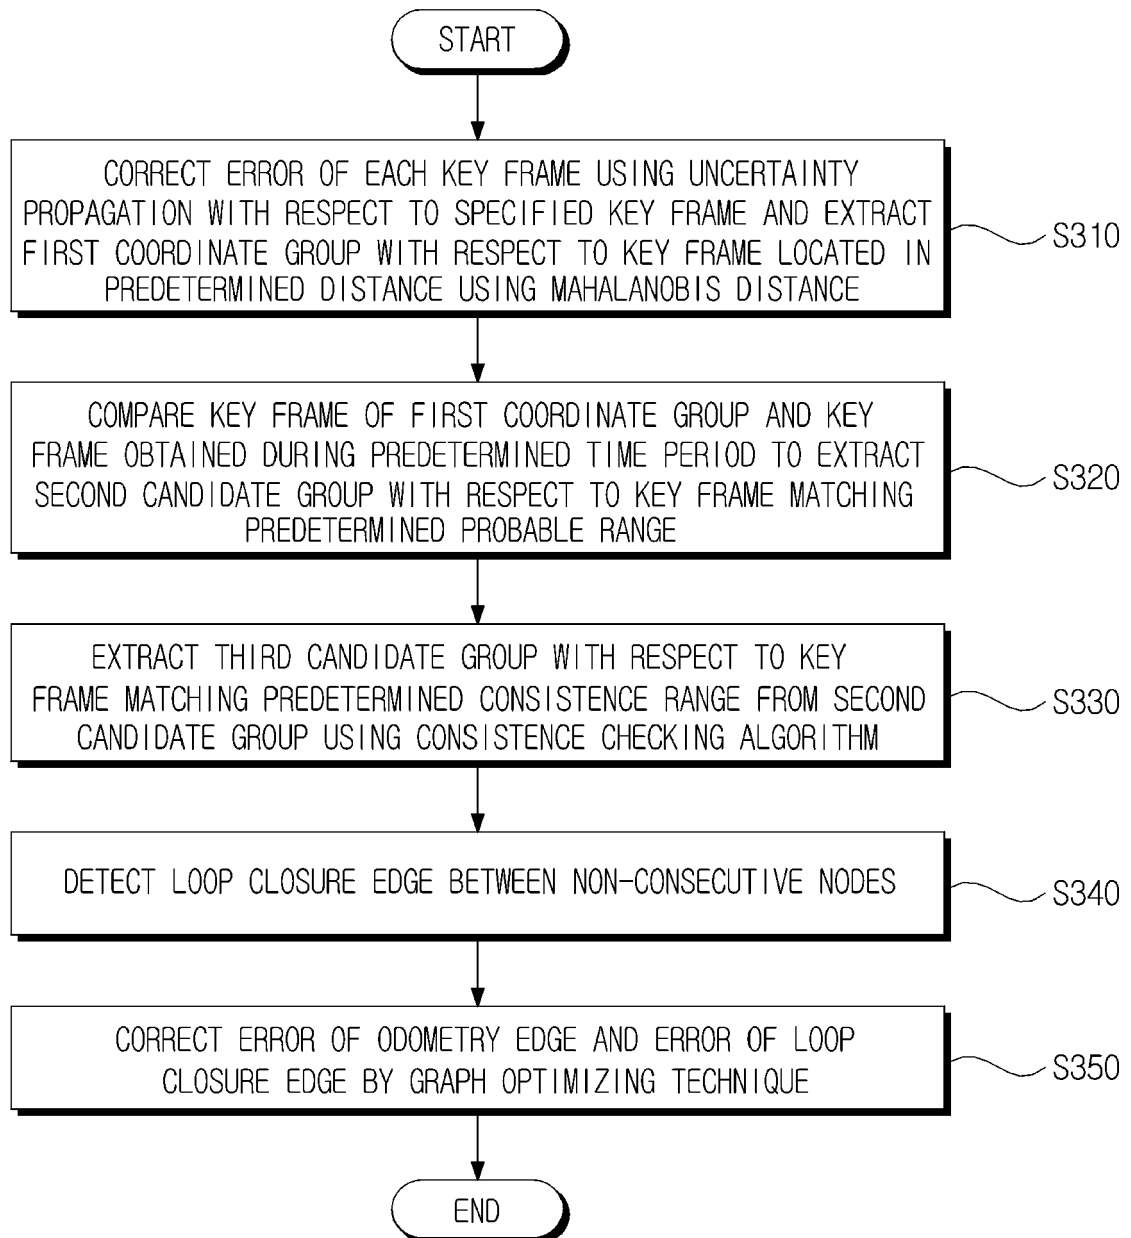 START
CORRECT ERROR OF EACH KEY FRAME USING UNCERTAINTY
PROPAGATION WITH RESPECT TO SPECIFIED KEY FRAME AND EXTRACT
FIRST COORDINATE GROUP WITH RESPECT TO KEY FRAME LOCATED IN
PREDETERMINED DISTANCE USING MAHALANOBIS DISTANCE
S310
COMPARE KEY FRAME OF FIRST COORDINATE GROUP AND KEY
FRAME OBTAINED DURING PREDETERMINED TIME PERIOD TO EXTRACT
SECOND CANDIDATE GROUP WITH RESPECT TO KEY FRAME MATCHING
PREDETERMINED PROBABLE RANGE
S320
EXTRACT THIRD CANDIDATE GROUP WITH RESPECT TO KEY
FRAME MATCHING PREDETERMINED CONSISTENCE RANGE FROM SECOND
CANDIDATE GROUP USING CONSISTENCE CHECKING ALGORITHM
S330
DETECT LOOP CLOSURE EDGE BETWEEN NON-CONSECUTIVE NODES
S340
CORRECT ERROR OF ODOMETRY EDGE AND ERROR OF LOOP
CLOSURE EDGE BY GRAPH OPTIMIZING TECHNIQUE
S350
END